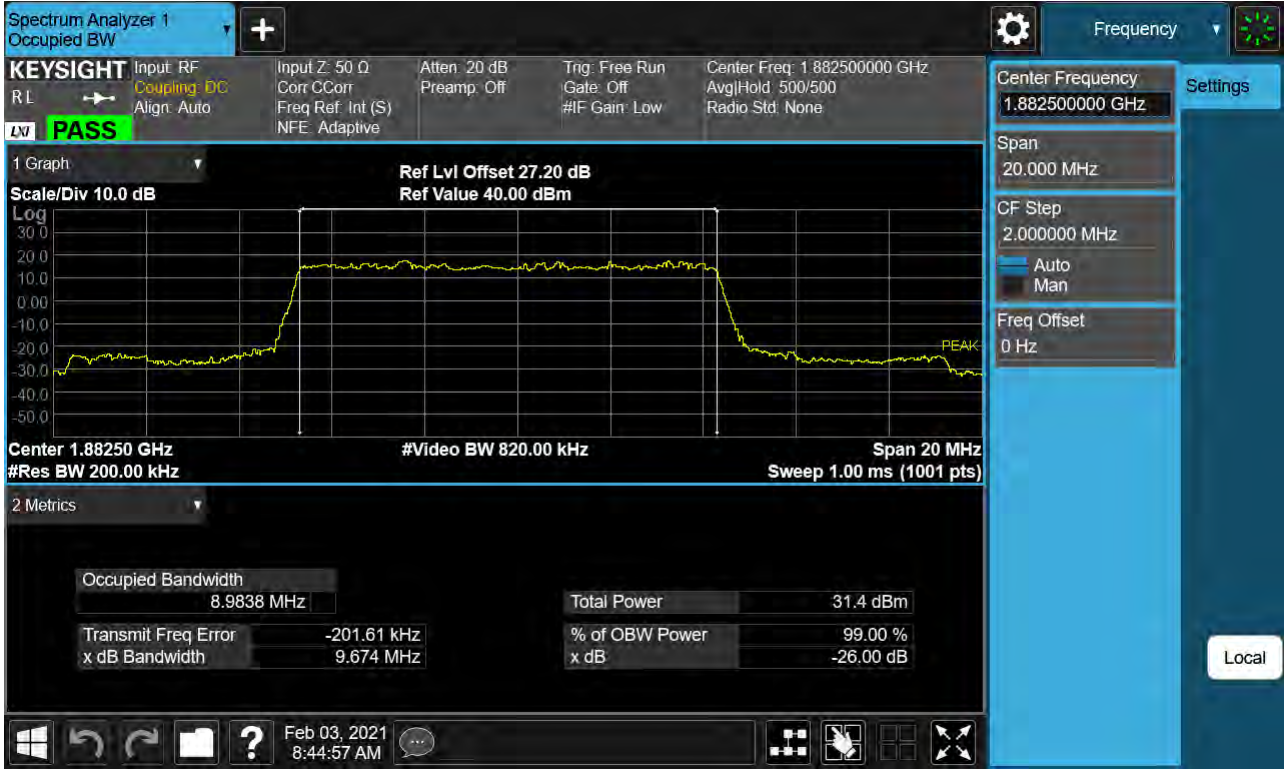 Spectrum Analyzer 1
Occupied BW
+
Frequency
KEYSIGHT
R L
LXI
PASS
Input: RF
Coupling: DC
Align: Auto
Input Z: 50 Ω
Corr CCorr
Freq Ref: Int (S)
NFE: Adaptive
Atten: 20 dB
Preamp: Off
Trig: Free Run
Gate: Off
#IF Gain: Low
Center Freq: 1.882500000 GHz
Avg|Hold: 500/500
Radio Std: None
1 Graph
Scale/Div 10.0 dB
Ref Lvl Offset 27.20 dB
Ref Value 40.00 dBm
Log
30.0
20.0
10.0
0.00
-10.0
-20.0
-30.0
-40.0
-50.0
PEAK
Center 1.88250 GHz
#Video BW 820.00 kHz
Span 20 MHz
#Res BW 200.00 kHz
Sweep 1.00 ms (1001 pts)
2 Metrics
Occupied Bandwidth
8.9838 MHz
Transmit Freq Error -201.61 kHz
x dB Bandwidth 9.674 MHz
Total Power 31.4 dBm
% of OBW Power 99.00 %
x dB -26.00 dB
?
Feb 03, 2021
8:44:57 AM
Center Frequency
1.882500000 GHz
Span
20.000 MHz
CF Step
2.000000 MHz
Auto
Man
Freq Offset
0 Hz
Settings
Local